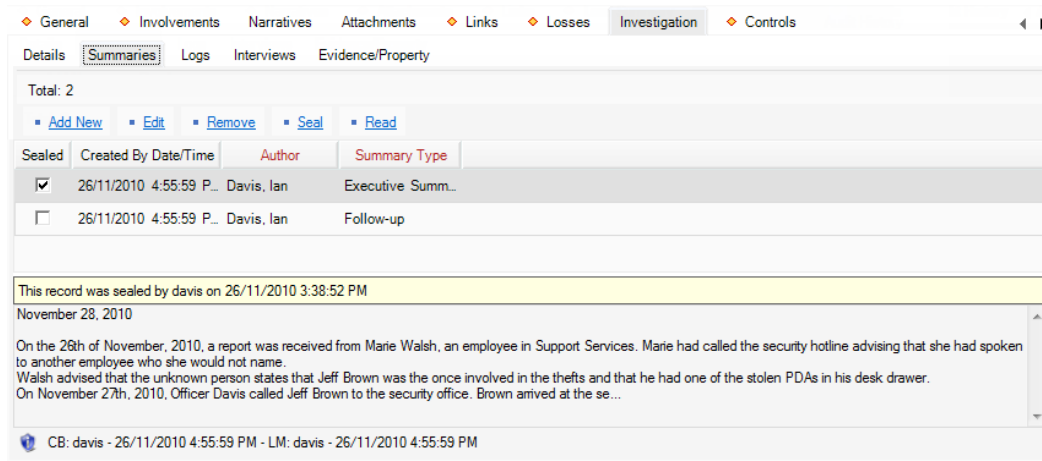 General Involvements Narratives Attachments Links Losses Investigation Controls
Details Summaries Logs Interviews Evidence/Property
Total: 2
Add New Edit Remove Seal Read
Sealed Created By Date/Time Author Summary Type
26/11/2010 4:55:59 P... Davis, Ian Executive Summ...
26/11/2010 4:55:59 P... Davis, Ian Follow-up
This record was sealed by davis on 26/11/2010 3:38:52 PM
November 28, 2010
On the 26th of November, 2010, a report was received from Marie Walsh, an employee in Support Services. Marie had called the security hotline advising that she had spoken
to another employee who she would not name.
Walsh advised that the unknown person states that Jeff Brown was the once involved in the thefts and that he had one of the stolen PDAs in his desk drawer.
On November 27th, 2010, Officer Davis called Jeff Brown to the security office. Brown arrived at the se...
CB: davis - 26/11/2010 4:55:59 PM - LM: davis - 26/11/2010 4:55:59 PM